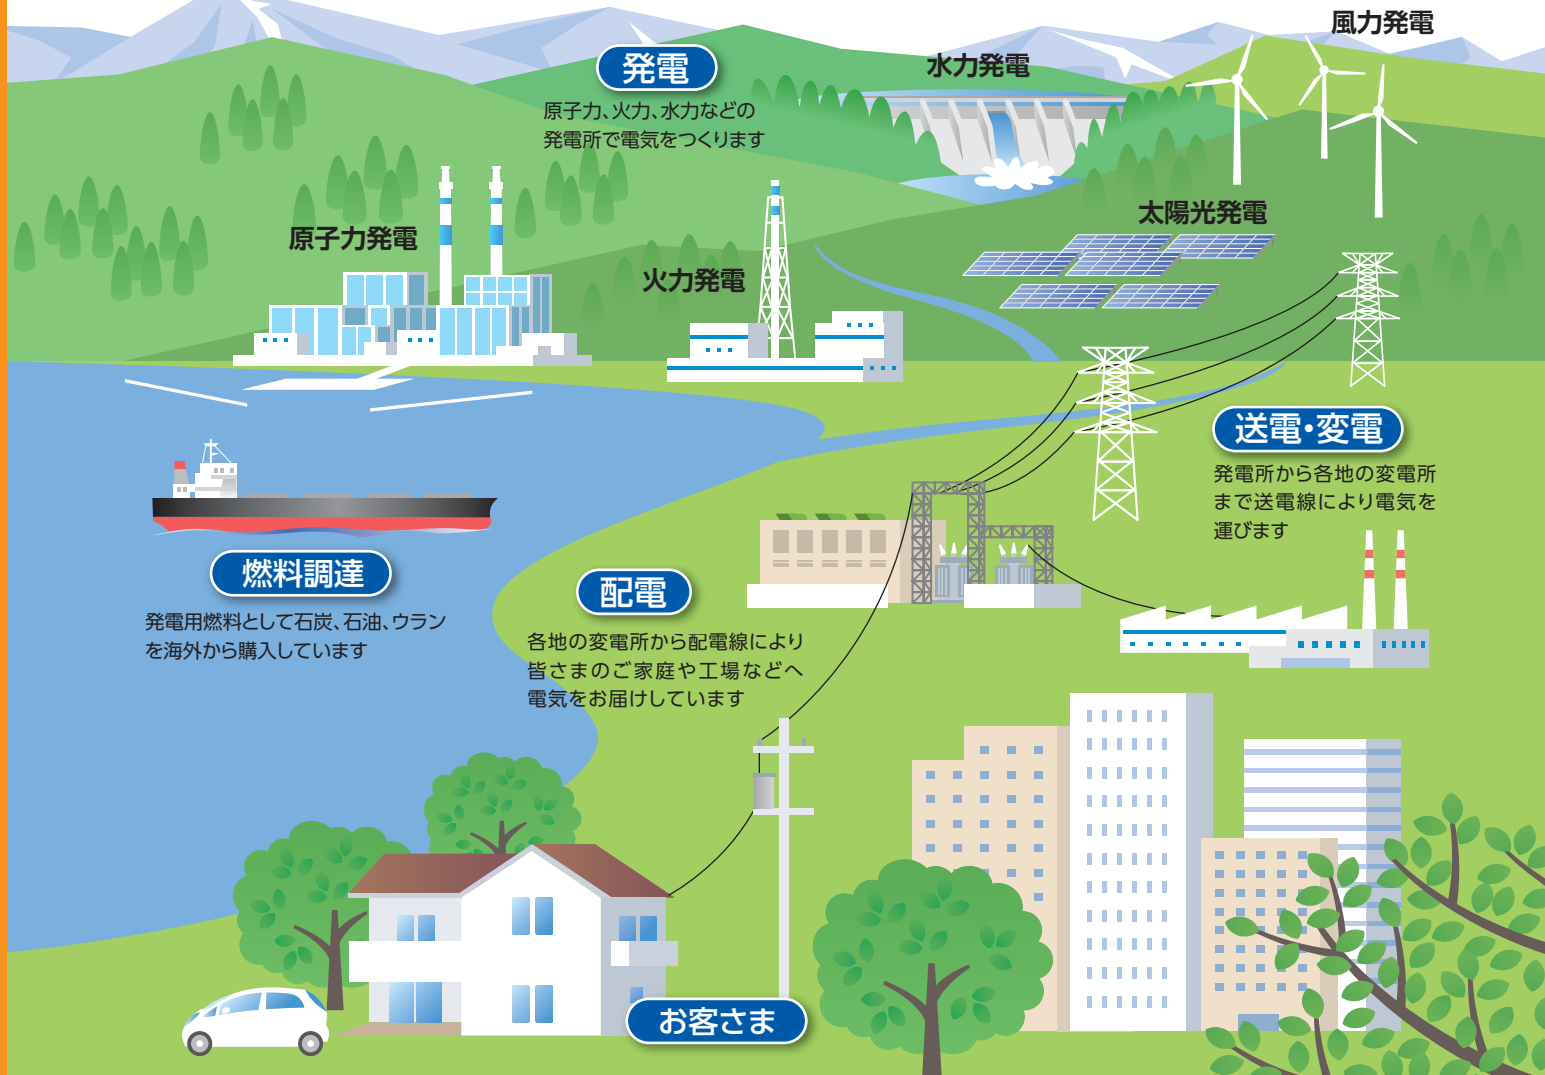 風力発電
発電
水力発電
原子力、火力、水力などの
発電所で電気をつくります
太陽光発電
原子力発電
火力発電
送電・変電
発電所から各地の変電所
まで送電線により電気を
運びます
燃料調達
発電用燃料として石炭、石油、ウラン
を海外から購入しています
配電
各地の変電所から配電線により
皆さまのご家庭や工場などへ
電気をお届けしています
お客さま